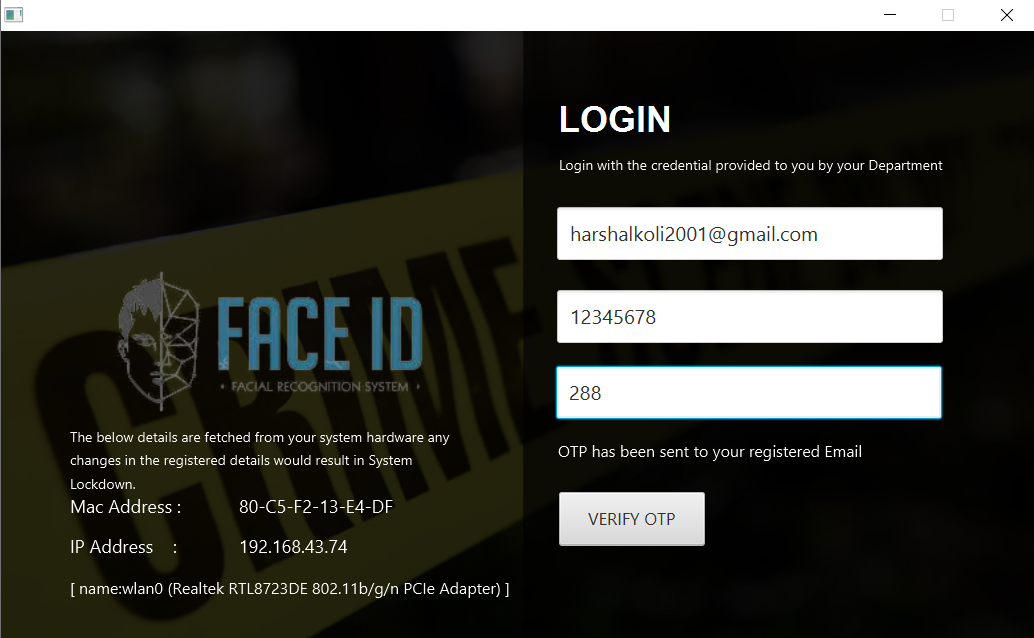 FACE ID
FACIAL RECOGNITION SYSTEM
The below details are fetched from your system hardware any
changes in the registered details would result in System
Lockdown.
Mac Address : 80-C5-F2-13-E4-DF
IP Address : 192.168.43.74
[ name:wlan0 (Realtek RTL8723DE 802.11b/g/n PCIe Adapter) ]
LOGIN
Login with the credential provided to you by your Department
harshalkoli2001@gmail.com
12345678
288
OTP has been sent to your registered Email
VERIFY OTP
CRIME